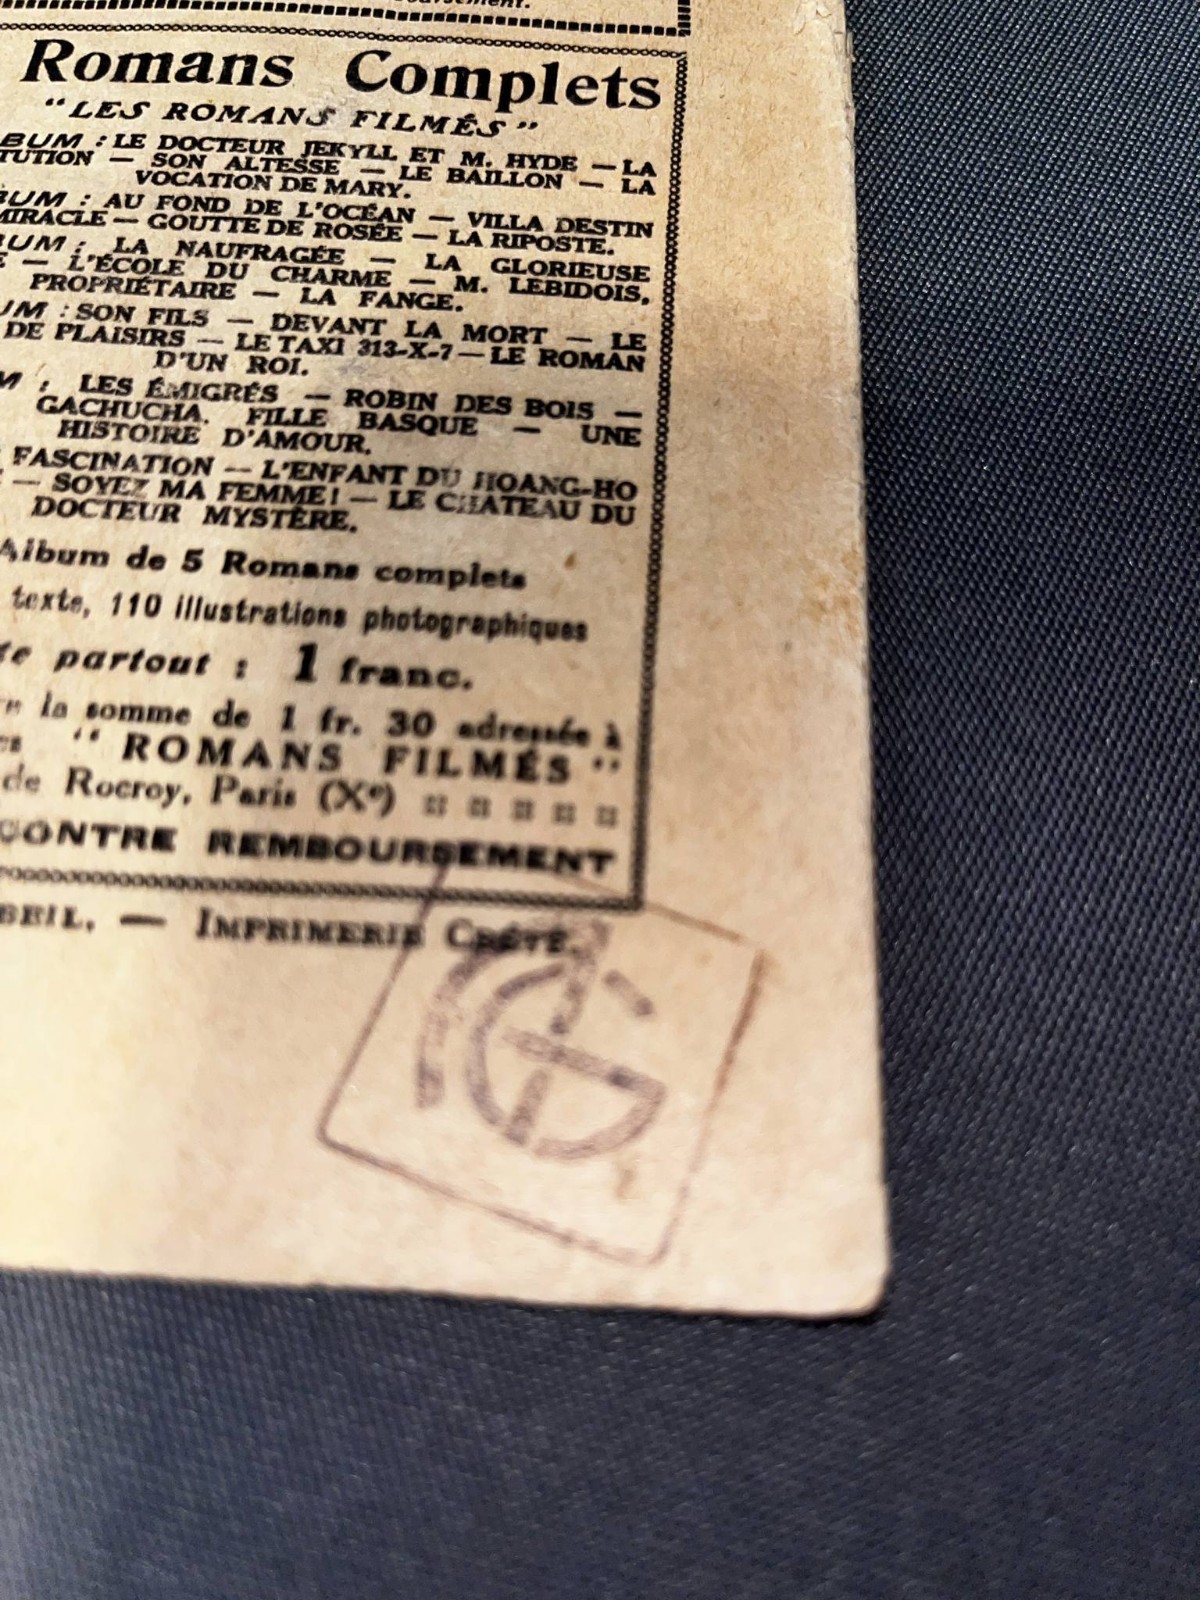 Romans Complets
"LES ROMANS FILMÉS"
BUM : LE DOCTEUR JEKYLL ET M. HYDE — LA
TUTION — SON ALTESSE — LE BAILLON — LA
VOCATION DE MARY.
BUM : AU FOND DE L'OCÉAN — VILLA DESTIN
MIRACLE — GOUTTE DE ROSÉE — LA RIPOSTE.
UM : LA NAUFRAGÉE — LA GLORIEUSE
E — L'ÉCOLE DU CHARME — M. LEBIDOIS,
PROPRIÉTAIRE — LA FANGE.
UM : SON FILS — DEVANT LA MORT — LE
DE PLAISIRS — LE TAXI 313-X-7 — LE ROMAN
D'UN ROI.
M : LES ÉMIGRÉS — ROBIN DES BOIS —
GACHUCHA. FILLE BASQUE — UNE
HISTOIRE D'AMOUR.
FASCINATION — L'ENFANT DU HOANG-HO
— SOYEZ MA FEMME! — LE CHATEAU DU
DOCTEUR MYSTÈRE.
Album de 5 Romans complets
texte, 110 illustrations photographiques
te partout : 1 franc.
la somme de 1 fr. 30 adressée à
es "ROMANS FILMÉS"
de Rocroy, Paris (Xe)
CONTRE REMBOURSEMENT
BEIL. — IMPRIMERIE CRÉTÉ.